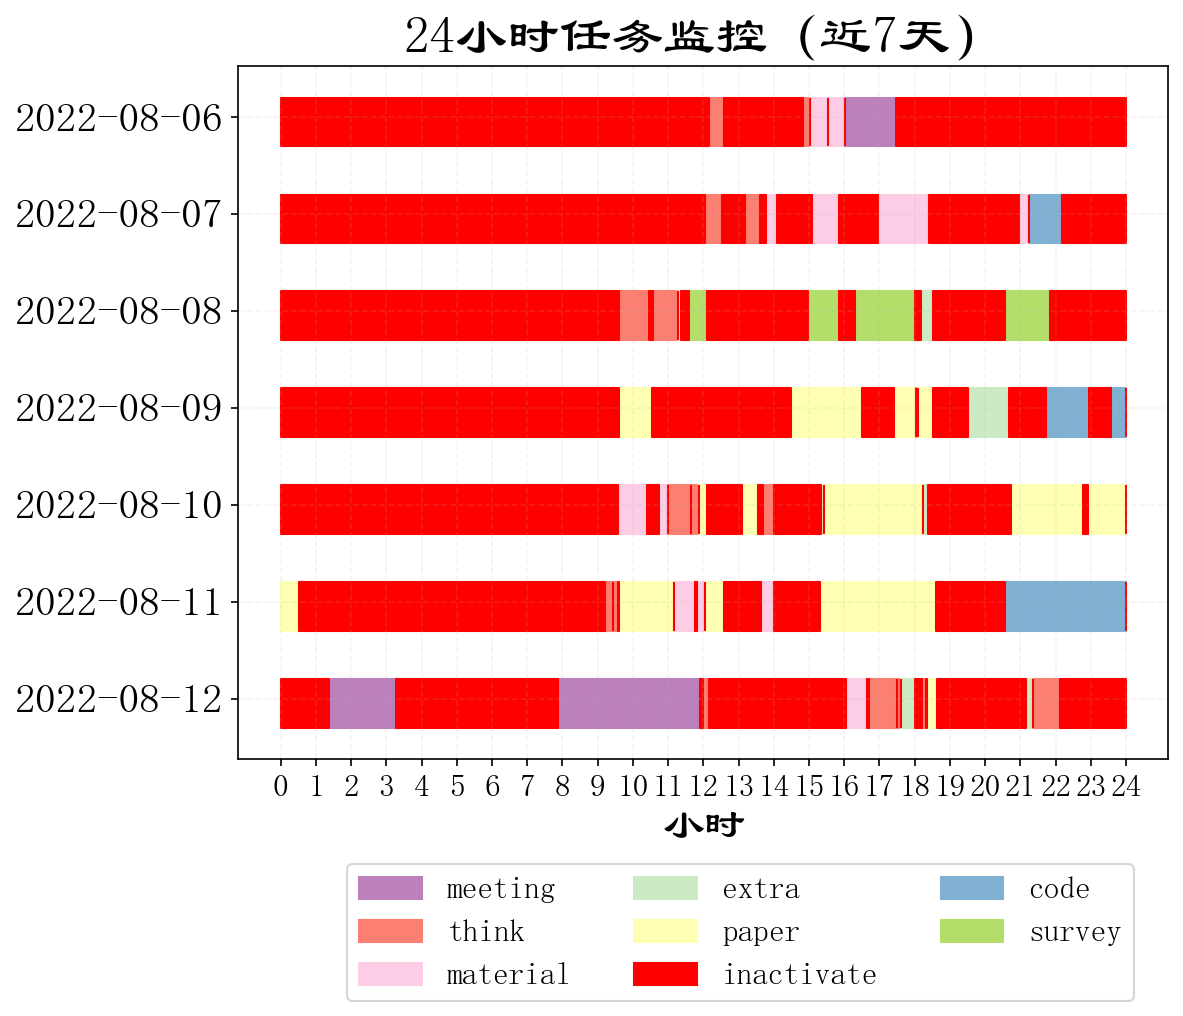 24小时任务监控 (近7天)
2022-08-06
2022-08-07
2022-08-08
2022-08-09
2022-08-10
2022-08-11
2022-08-12
0 1 2 3 4 5 6 7 8 9 10 11 12 13 14 15 16 17 18 19 20 21 22 23 24
小时
meeting extra code
think paper survey
material inactivate